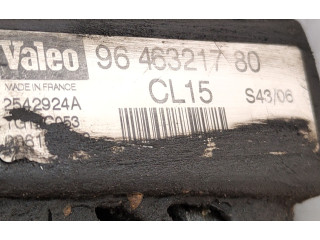 Valeo 96 463217 80
MADE IN FRANCE
2542924A CL15 S43/06